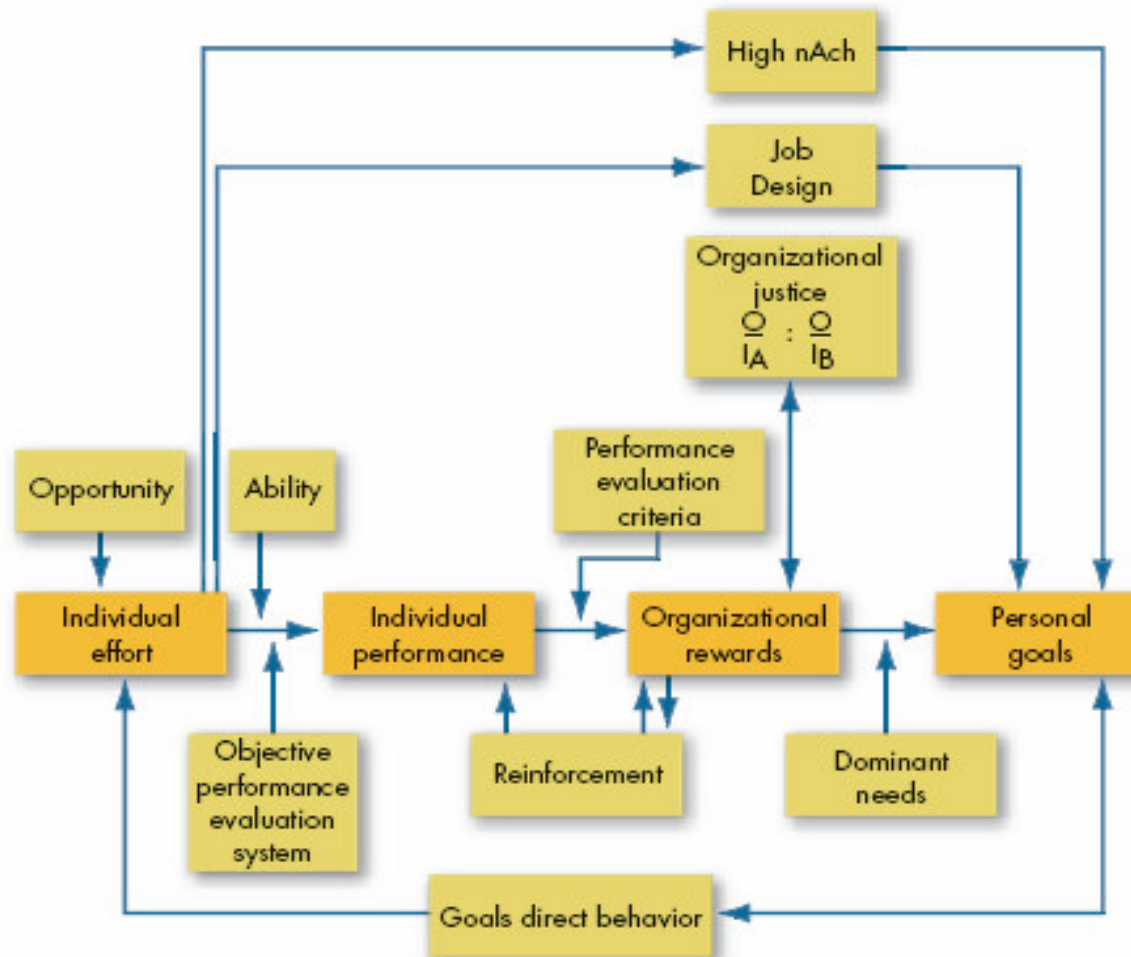 High nAch
Job
Design
Organizational
justice
O : O
IA IB
Opportunity
Ability
Performance
evaluation
criteria
Individual
effort
Individual
performance
Organizational
rewards
Personal
goals
Objective
performance
evaluation
system
Reinforcement
Dominant
needs
Goals direct behavior